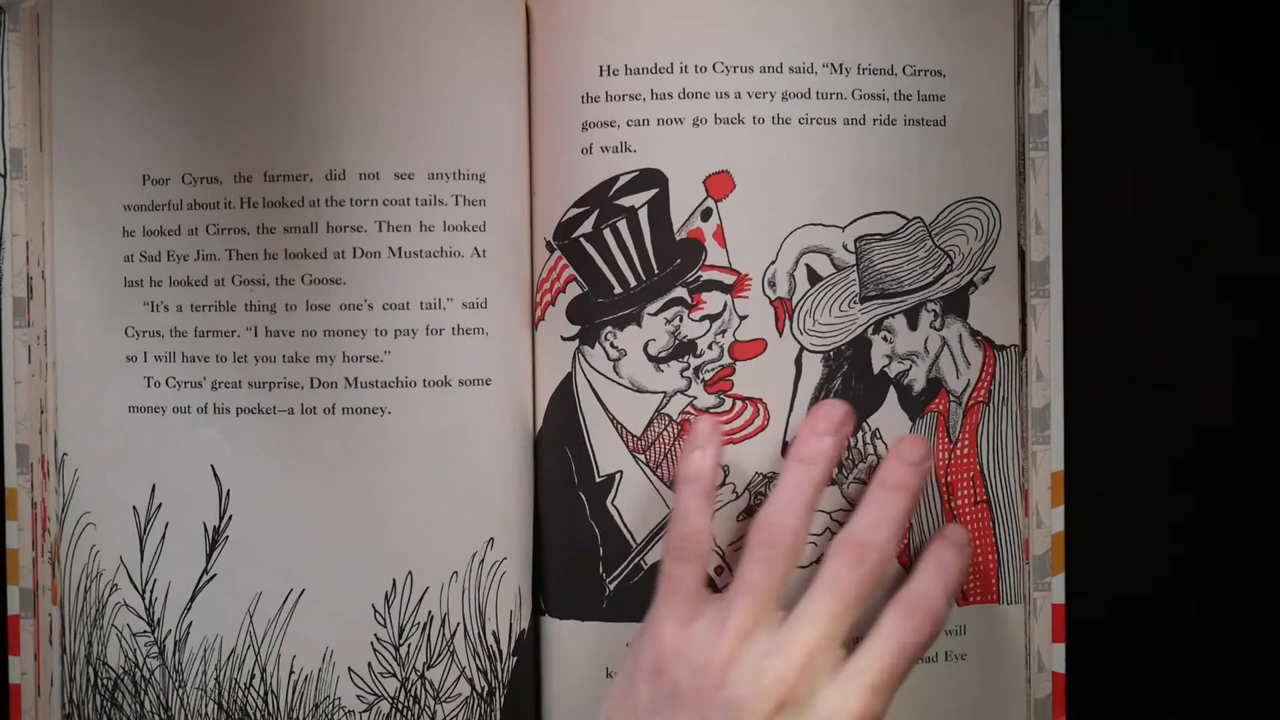 Poor Cyrus, the farmer, did not see anything
wonderful about it. He looked at the torn coat tails. Then
he looked at Cirros, the small horse. Then he looked
at Sad Eye Jim. Then he looked at Don Mustachio. At
last he looked at Gossi, the Goose.
“It's a terrible thing to lose one's coat tail,” said
Cyrus, the farmer. “I have no money to pay for them,
so I will have to let you take my horse.”
To Cyrus' great surprise, Don Mustachio took some
money out of his pocket—a lot of money.
He handed it to Cyrus and said, “My friend, Cirros,
the horse, has done us a very good turn. Gossi, the lame
goose, can now go back to the circus and ride instead
of walk.
will
Sad Eye